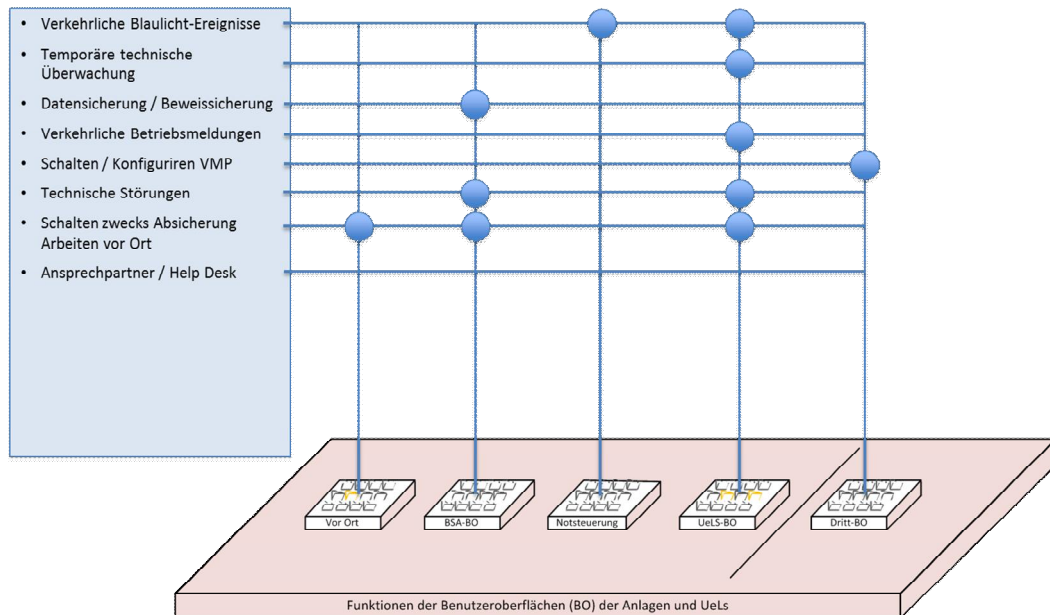 • Verkehrliche Blaulicht-Ereignisse
• Temporäre technische
Überwachung
• Datensicherung / Beweissicherung
• Verkehrliche Betriebsmeldungen
• Schalten / Konfiguriren VMP
• Technische Störungen
• Schalten zwecks Absicherung
Arbeiten vor Ort
• Ansprechpartner / Help Desk
Vor Ort
BSA-BO
Notsteuerung
UeLS-BO
Dritt-BO
Funktionen der Benutzeroberflächen (BO) der Anlagen und UeLs